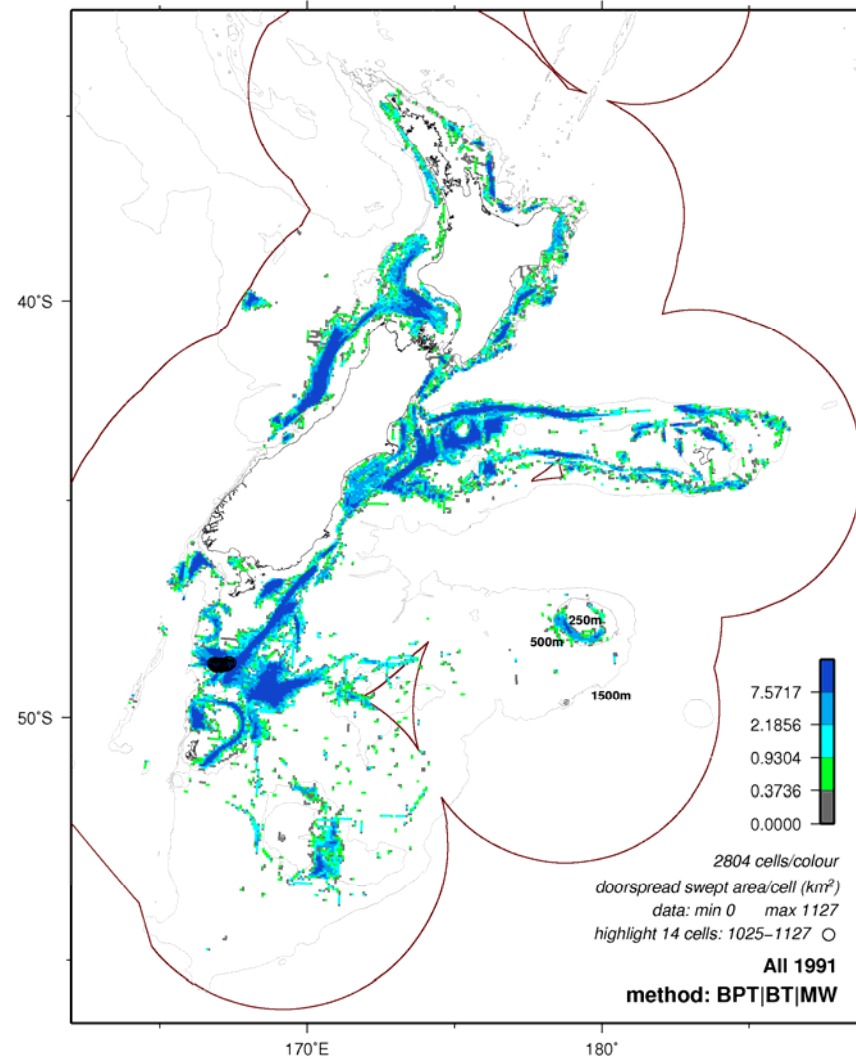 40°S
250m
500m
1500m
50°S
7.5717
2.1856
0.9304
0.3736
0.0000
2804 cells/colour
doorspread swept area/cell (km²)
data: min 0 max 1127
highlight 14 cells: 1025–1127
All 1991
method: BPT|BT|MW
170°E
180°